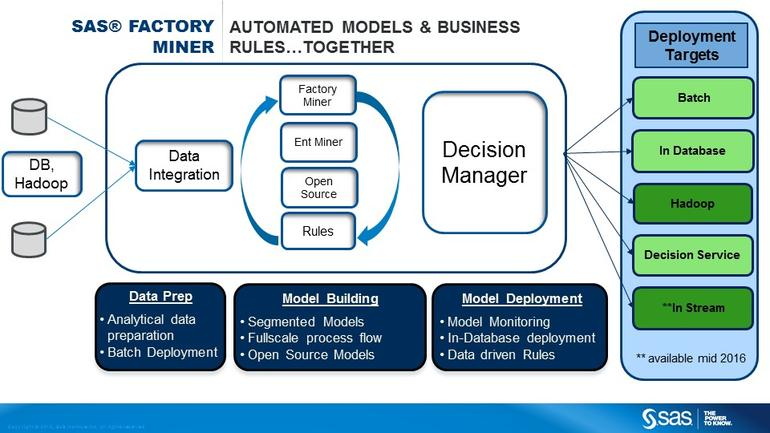 SAS® FACTORY
MINER
AUTOMATED MODELS & BUSINESS
RULES…TOGETHER
DB,
Hadoop
Data
Integration
Factory
Miner
Ent Miner
Open
Source
Rules
Decision
Manager
Deployment
Targets
Batch
In Database
Hadoop
Decision Service
**In Stream
** available mid 2016
Data Prep
• Analytical data
preparation
• Batch Deployment
Model Building
• Segmented Models
• Fullscale process flow
• Open Source Models
Model Deployment
• Model Monitoring
• In-Database deployment
• Data driven Rules
sas
THE
POWER
TO KNOW.